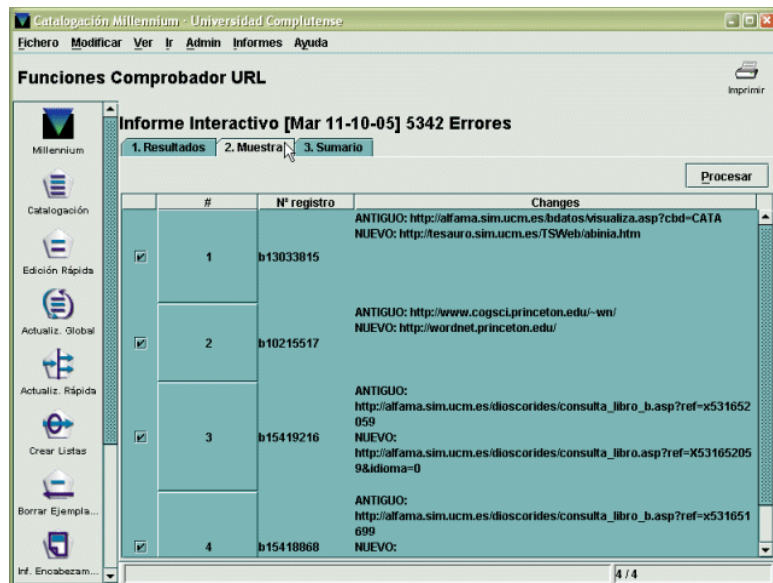 Catalogación Millennium - Universidad Complutense
Fichero Modificar Ver Ir Admin Informes Ayuda
Funciones Comprobador URL
Imprimir
Informe Interactivo [Mar 11-10-05] 5342 Errores
1. Resultados 2. Muestra 3. Sumario
Procesar
# Nº registro Changes
1 b13033815
ANTIGUO: http://alfama.sim.ucm.es/bdatos/visualiza.asp?cbd=CATA
NUEVO: http://tesauro.sim.ucm.es/TSWeb/abinia.htm
2 b10215517
ANTIGUO: http://www.cogsci.princeton.edu/~wn/
NUEVO: http://wordnet.princeton.edu/
3 b15419216
ANTIGUO:
http://alfama.sim.ucm.es/dioscorides/consulta_libro_b.asp?ref=x531652
059
NUEVO:
http://alfama.sim.ucm.es/dioscorides/consulta_libro.asp?ref=X53165205
9&idioma=0
4 b15418868
ANTIGUO:
http://alfama.sim.ucm.es/dioscorides/consulta_libro_b.asp?ref=x531651
699
NUEVO:
Millennium
Catalogación
Edición Rápida
Actualiz. Global
Actualiz. Rápida
Crear Listas
Borrar Ejempla...
Inf. Encabezam...
4 / 4